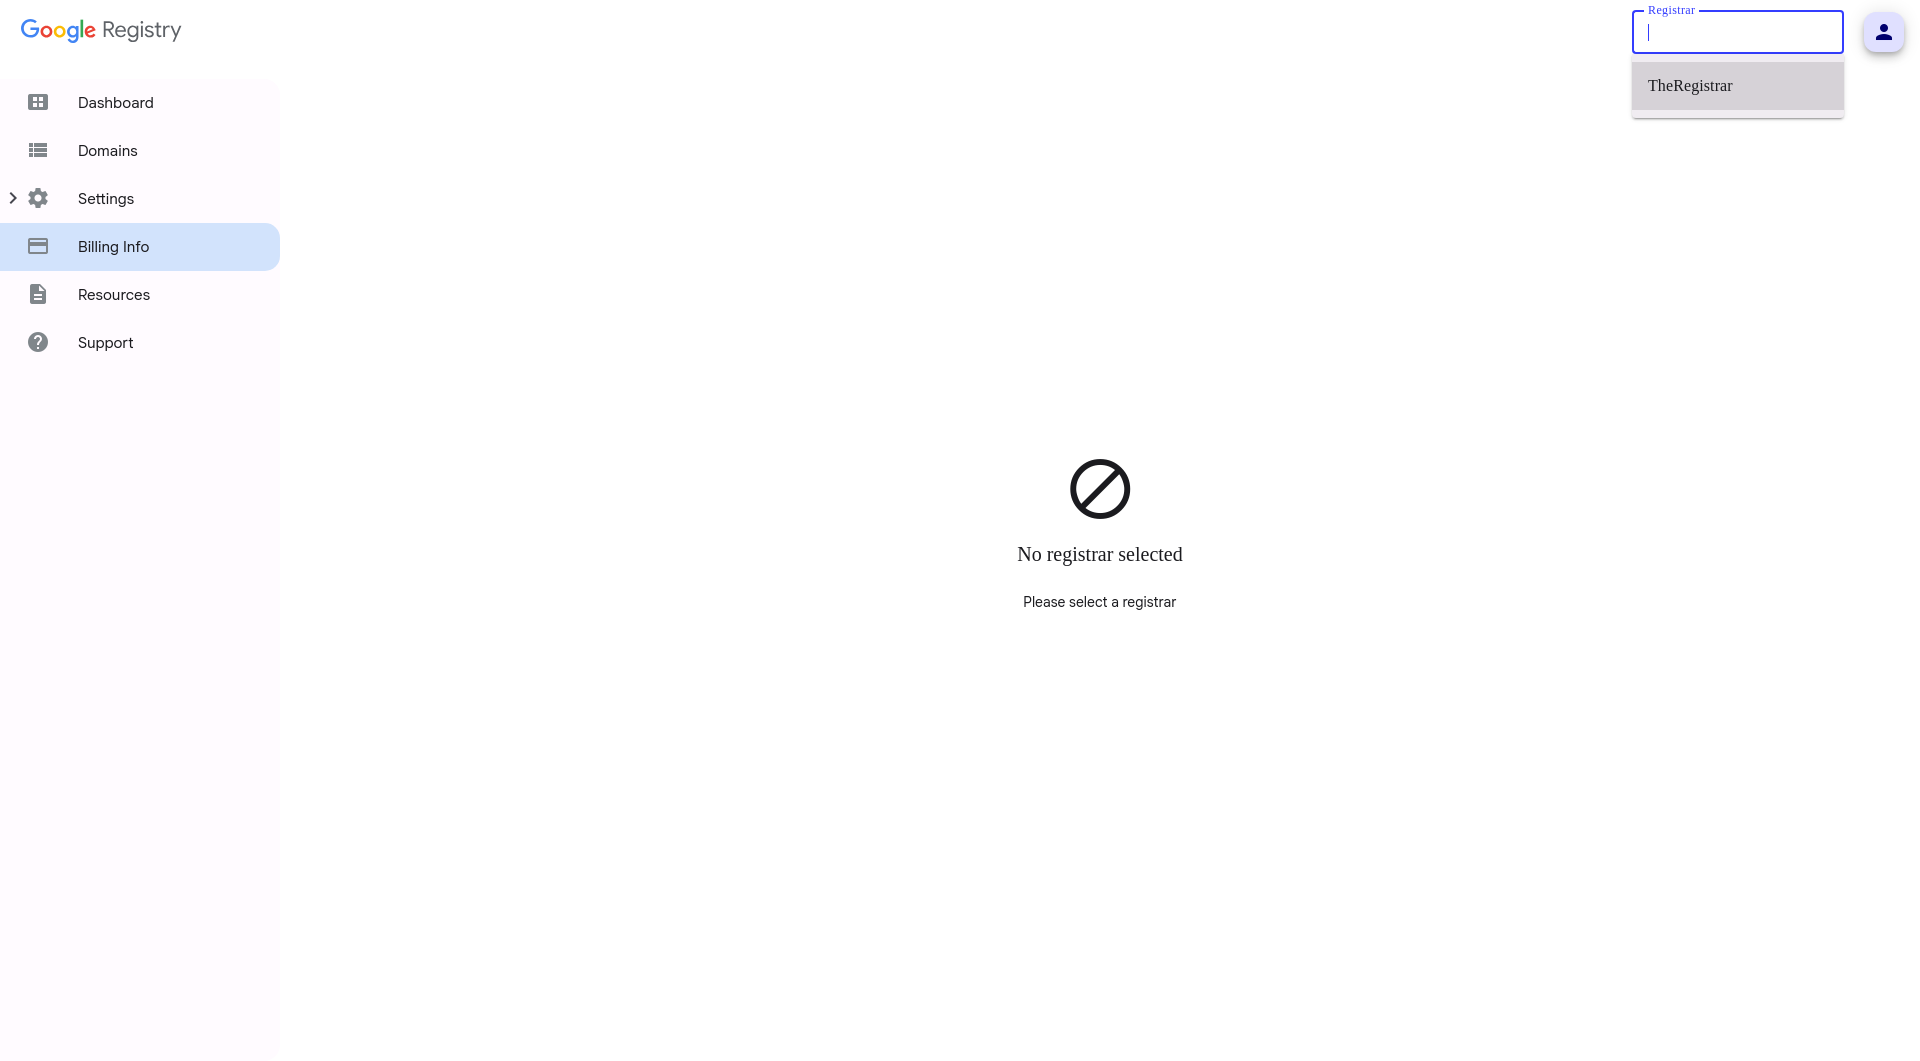 Google Registry
Registrar
TheRegistrar
Dashboard
Domains
Settings
Billing Info
Resources
Support
No registrar selected
Please select a registrar